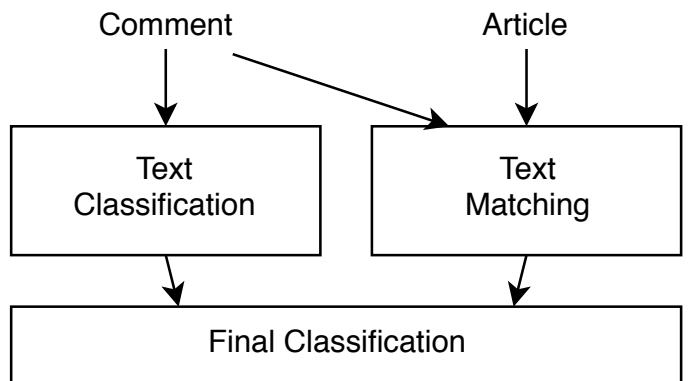 Comment
Article
Text
Classification
Text
Matching
Final Classification